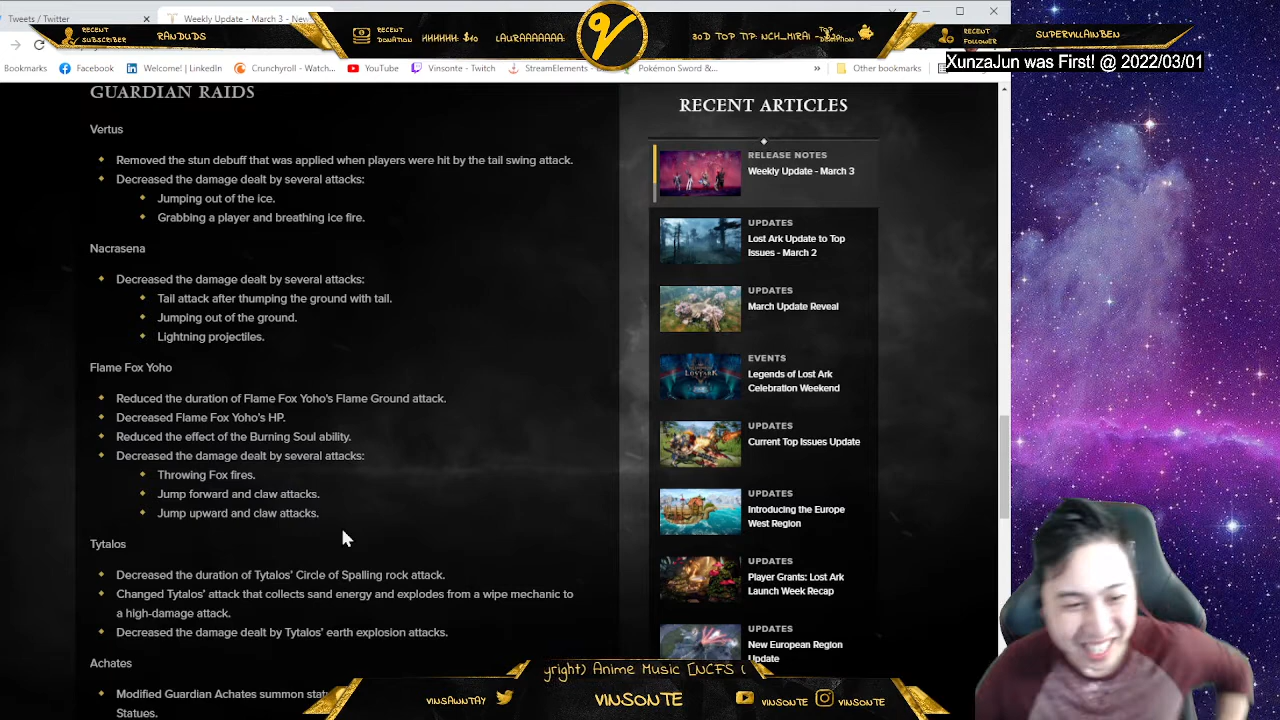 Tweets / Twitter
Weekly Update - March 3 - Nev
RECENT SUBSCRIBER
RANDUDS
RECENT DONATION
HHHHHH: $40
LAURAAAAAAA:
30D TOP TIP: NCH_MIRAI
TOP DONATION
RECENT FOLLOWER
SUPERVILLAINBEN
XunzaJun was First! @ 2022/03/01
Bookmarks
Facebook
Welcome! | LinkedIn
Crunchyroll - Watch...
YouTube
Vinsonte - Twitch
Pokémon Sword &...
»
Other bookmarks
GUARDIAN RAIDS
Vertus
Removed the stun debuff that was applied when players were hit by the tail swing attack.
Decreased the damage dealt by several attacks:
Jumping out of the ice.
Grabbing a player and breathing ice fire.
Nacrasena
Decreased the damage dealt by several attacks:
Tail attack after thumping the ground with tail.
Jumping out of the ground.
Lightning projectiles.
Flame Fox Yoho
Reduced the duration of Flame Fox Yoho's Flame Ground attack.
Decreased Flame Fox Yoho's HP.
Reduced the effect of the Burning Soul ability.
Decreased the damage dealt by several attacks:
Throwing Fox fires.
Jump forward and claw attacks.
Jump upward and claw attacks.
Tytalos
Decreased the duration of Tytalos' Circle of Spalling rock attack.
Changed Tytalos' attack that collects sand energy and explodes from a wipe mechanic to
a high-damage attack.
Decreased the damage dealt by Tytalos' earth explosion attacks.
Achates
Modified Guardian Achates summon
Statues.
RECENT ARTICLES
RELEASE NOTES
Weekly Update - March 3
UPDATES
Lost Ark Update to Top
Issues - March 2
UPDATES
March Update Reveal
EVENTS
Legends of Lost Ark
Celebration Weekend
UPDATES
Current Top Issues Update
UPDATES
Introducing the Europe
West Region
UPDATES
Player Grants: Lost Ark
Launch Week Recap
UPDATES
New European Region
Update
yright) Anime Music [NCFS (
VINSAWNTAY
VINSONTE
VINSONTE
VINSONTE